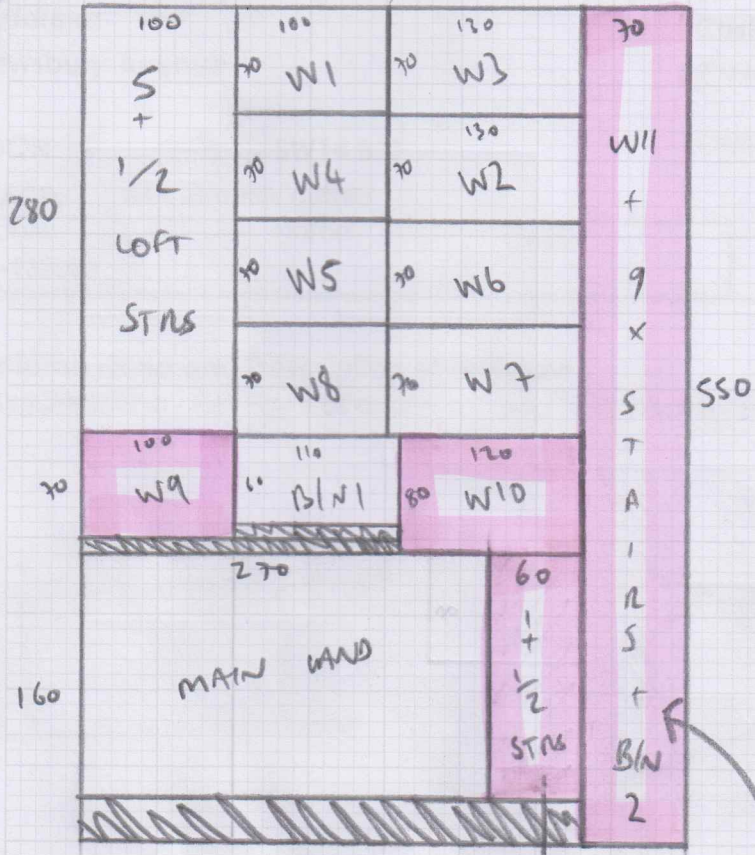 100
5
+
1/2
LOFT
STRS
280
100
70 W1
130
70 W3
70 W4
130
70 W2
70 W5
70 W6
70 W8
70 W7
70
W11
+
9
X
S
T
A
I
R
S
+
B/N
2
550
100
70 W9
110
60 B/N1
120
80 W10
270
MAIN LAND
160
60
1
+
1/2
STRS